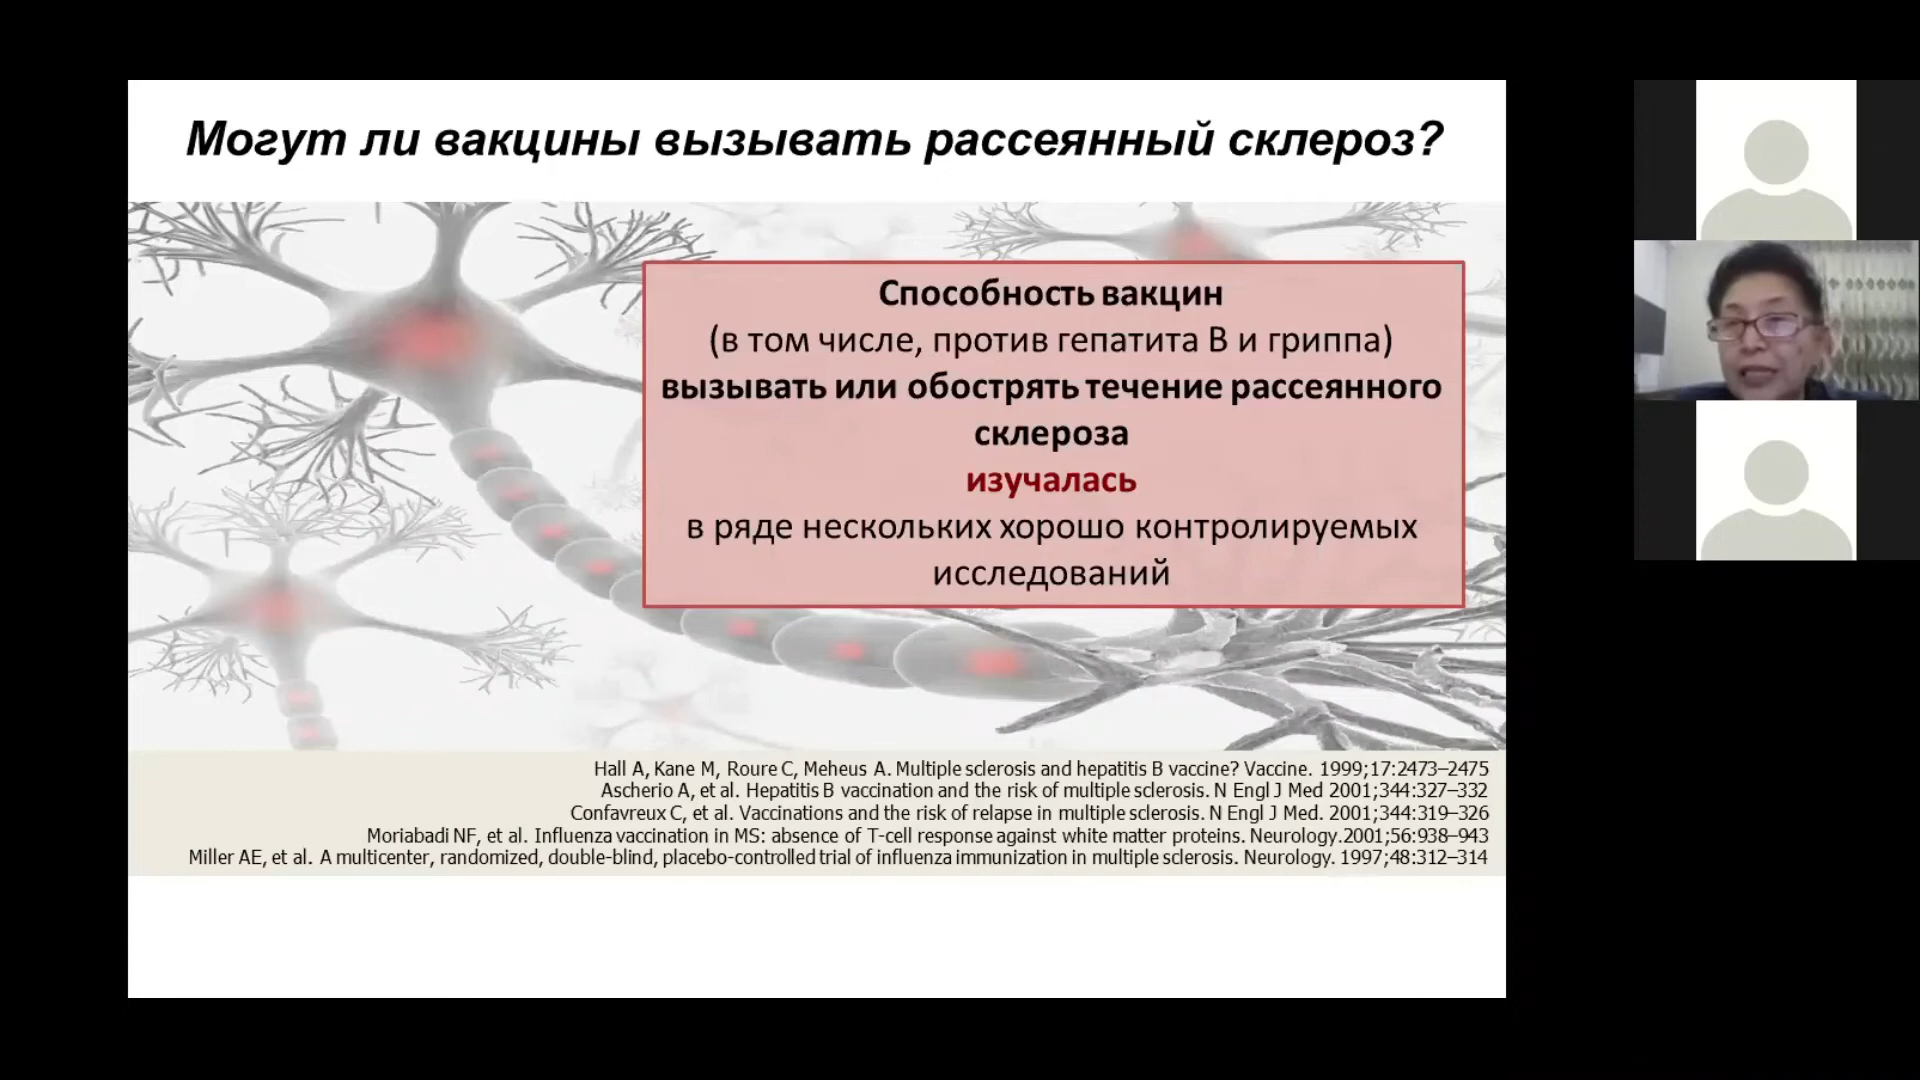 Могут ли вакцины вызывать рассеянный склероз?
Способность вакцин
(в том числе, против гепатита В и гриппа)
вызывать или обострять течение рассеянного
склероза
изучалась
в ряде нескольких хорошо контролируемых
исследований
Hall A, Kane M, Roure C, Meheus A. Multiple sclerosis and hepatitis B vaccine? Vaccine. 1999;17:2473–2475
Ascherio A, et al. Hepatitis B vaccination and the risk of multiple sclerosis. N Engl J Med 2001;344:327–332
Confavreux C, et al. Vaccinations and the risk of relapse in multiple sclerosis. N Engl J Med. 2001;344:319–326
Moriabadi NF, et al. Influenza vaccination in MS: absence of T-cell response against white matter proteins. Neurology.2001;56:938–943
Miller AE, et al. A multicenter, randomized, double-blind, placebo-controlled trial of influenza immunization in multiple sclerosis. Neurology. 1997;48:312–314